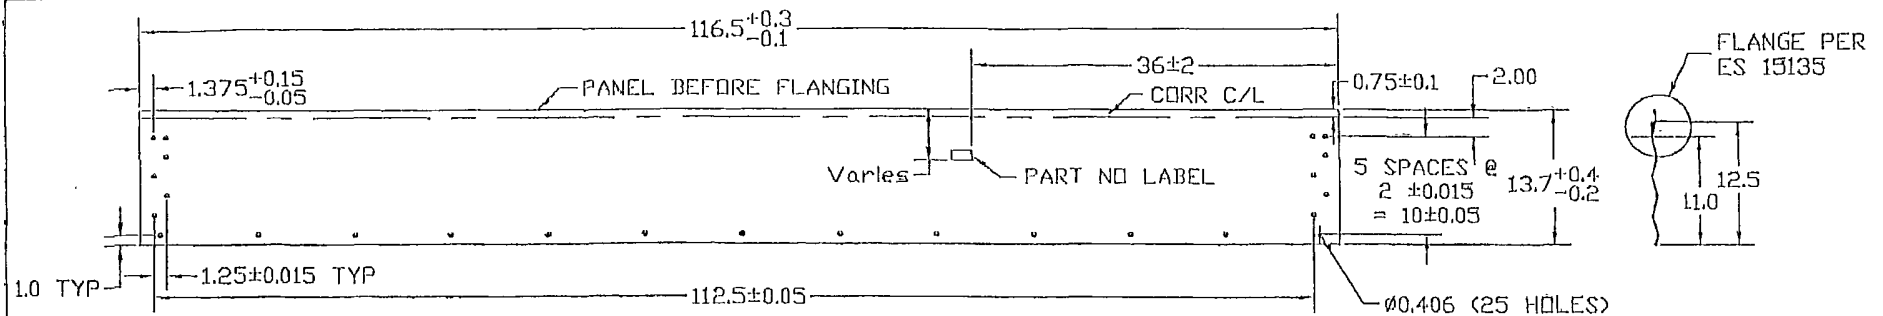 116.5 +0.3 -0.1
1.375 +0.15 -0.05
PANEL BEFORE FLANGING
36±2
CORR C/L
0.75±0.1
2.00
FLANGE PER
ES 15135
Varies
PART NO LABEL
5 SPACES @
2 ±0.015
= 10±0.05
13.7 +0.4 -0.2
11.0
12.5
1.0 TYP
1.25±0.015 TYP
112.5±0.05
Ø0.406 (25 HOLES)